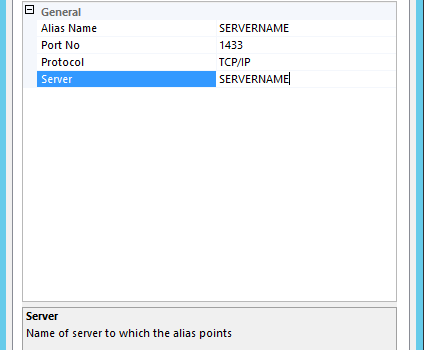 General
Alias Name SERVERNAME
Port No 1433
Protocol TCP/IP
Server SERVERNAME
Server
Name of server to which the alias points